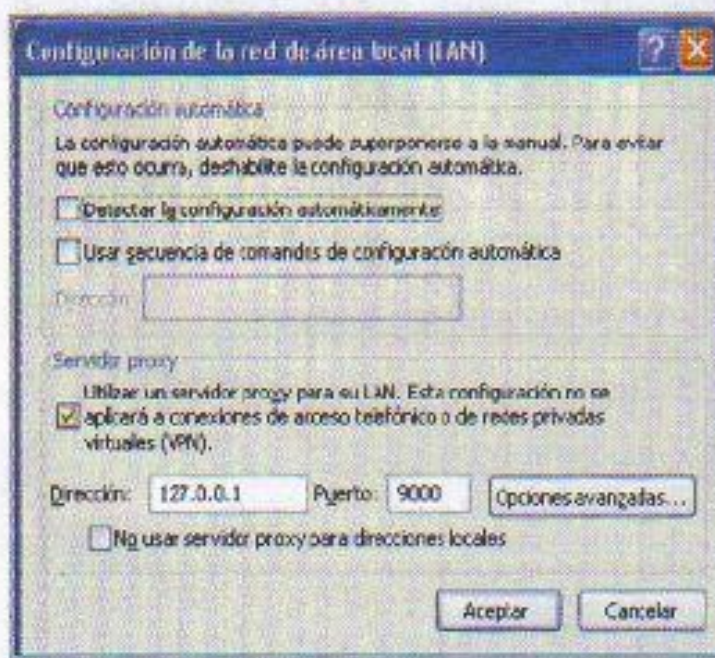 Configuración de la red de área local (LAN)
Configuración automática
La configuración automática puede superponerse a la manual. Para evitar
que esto ocurra, deshabilite la configuración automática.
Detectar la configuración automáticamente
Usar secuencia de comandos de configuración automática
Dirección
Servidor proxy
Utilizar un servidor proxy para su LAN. Esta configuración no se
aplicará a conexiones de acceso telefónico o de redes privadas
virtuales (VPN).
Dirección: 127.0.0.1 Puerto: 9000 Opciones avanzadas...
No usar servidor proxy para direcciones locales
Aceptar Cancelar